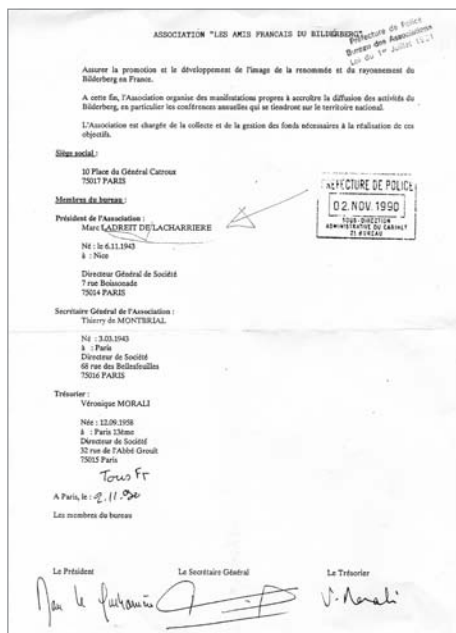 ASSOCIATION "LES AMIS FRANCAIS DU BILDERBERG"
Préfecture de Police
Bureau des Associations
Loi du 1er Juillet 1901
Assurer la promotion et le développement de l'image de la renommée et du rayonnement du
Bilderberg en France.
A cette fin, l'Association organise des manifestations propres à accroître la diffusion des activités du
Bilderberg, en particulier les conférences annuelles qui se tiendront sur le territoire national.
L'Association est chargée de la collecte et de la gestion des fonds nécessaires à la réalisation de ces
objectifs.
Siège social :
10 Place du Général Catroux
75017 PARIS
Membres du bureau :
PREFECTURE DE POLICE
02. NOV. 1990
SOUS-DIRECTION
ADMINISTRATIVE DU CABINET
2E BUREAU
Président de l'Association :
Marc LADREIT DE LACHARRIERE
Né : le 6.11.1943
à : Nice
Directeur Général de Société
7 rue Boissonade
75014 PARIS
Secrétaire Général de l'Association :
Thierry de MONTBRIAL
Né : 3.03.1943
à : Paris
Directeur de Société
68 rue des Bellesfeuilles
75016 PARIS
Trésorier :
Véronique MORALI
Née : 12.09.1958
à : Paris 13ème
Directeur de Société
32 rue de l'Abbé Groult
75015 Paris
Tous Fr
A Paris, le : 2.11.90
Les membres du bureau
Le Président Le Secrétaire Général Le Trésorier
V. Morali